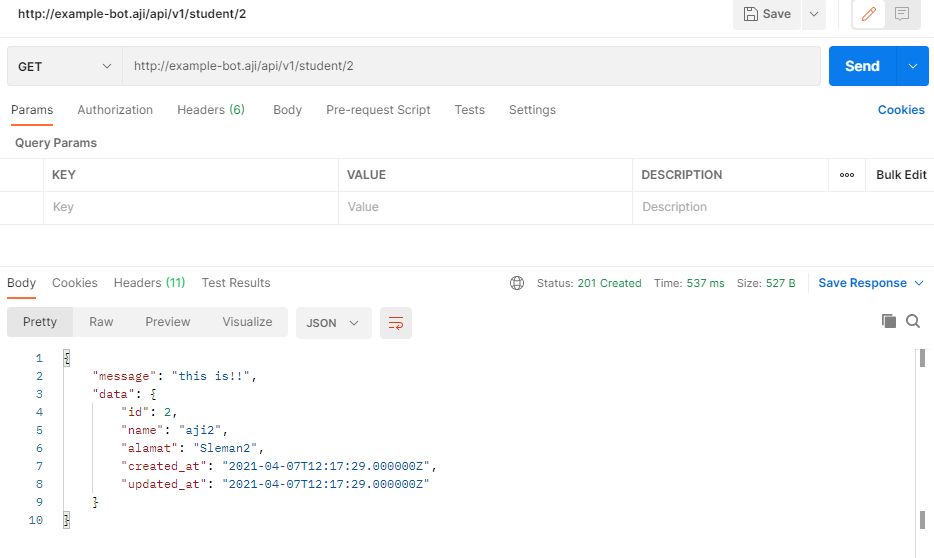 http://example-bot.aji/api/v1/student/2 Save
GET http://example-bot.aji/api/v1/student/2 Send
Params Authorization Headers (6) Body Pre-request Script Tests Settings Cookies
Query Params
KEY VALUE DESCRIPTION ooo Bulk Edit
Key Value Description
Body Cookies Headers (11) Test Results Status: 201 Created Time: 537 ms Size: 527 B Save Response
Pretty Raw Preview Visualize JSON
1 {
2 "message": "this is!!",
3 "data": {
4 "id": 2,
5 "name": "aji2",
6 "alamat": "Sleman2",
7 "created_at": "2021-04-07T12:17:29.000000Z",
8 "updated_at": "2021-04-07T12:17:29.000000Z"
9 }
10 }